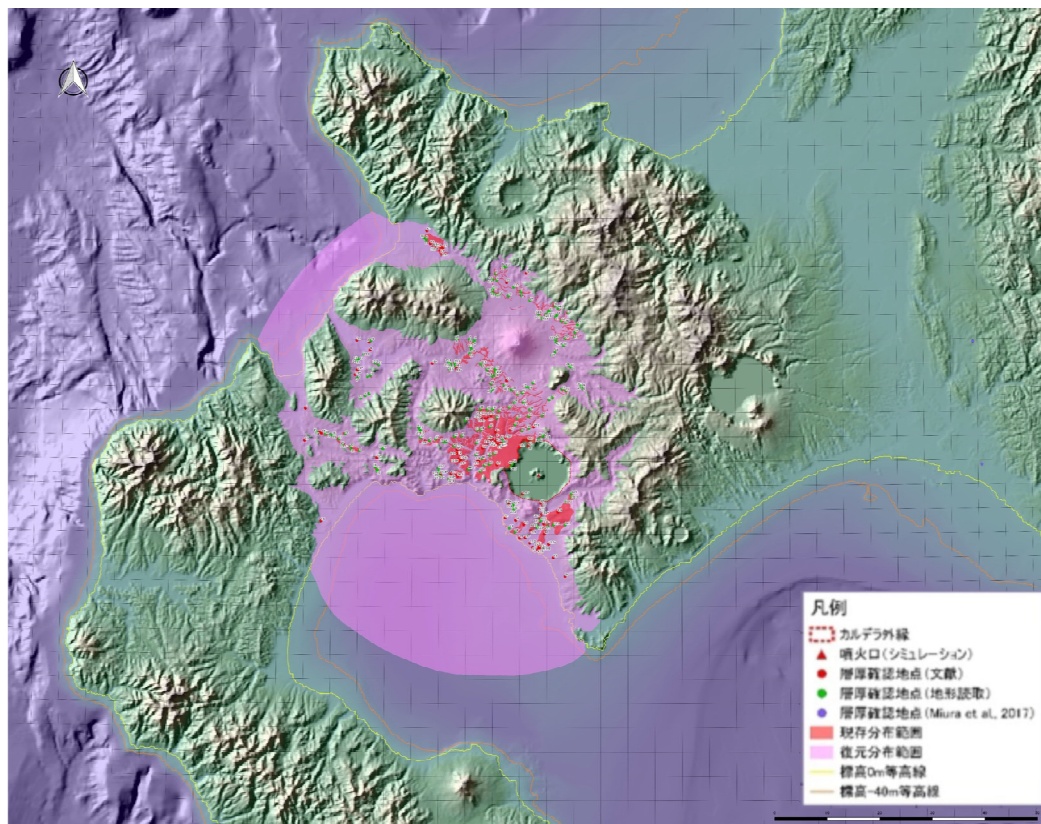 凡例
カルデラ外縁
噴火口(シミュレーション)
層厚確認地点(文献)
層厚確認地点(地形読取)
層厚確認地点(Miura et al., 2017)
現存分布範囲
復元分布範囲
標高0m等高線
標高-40m等高線